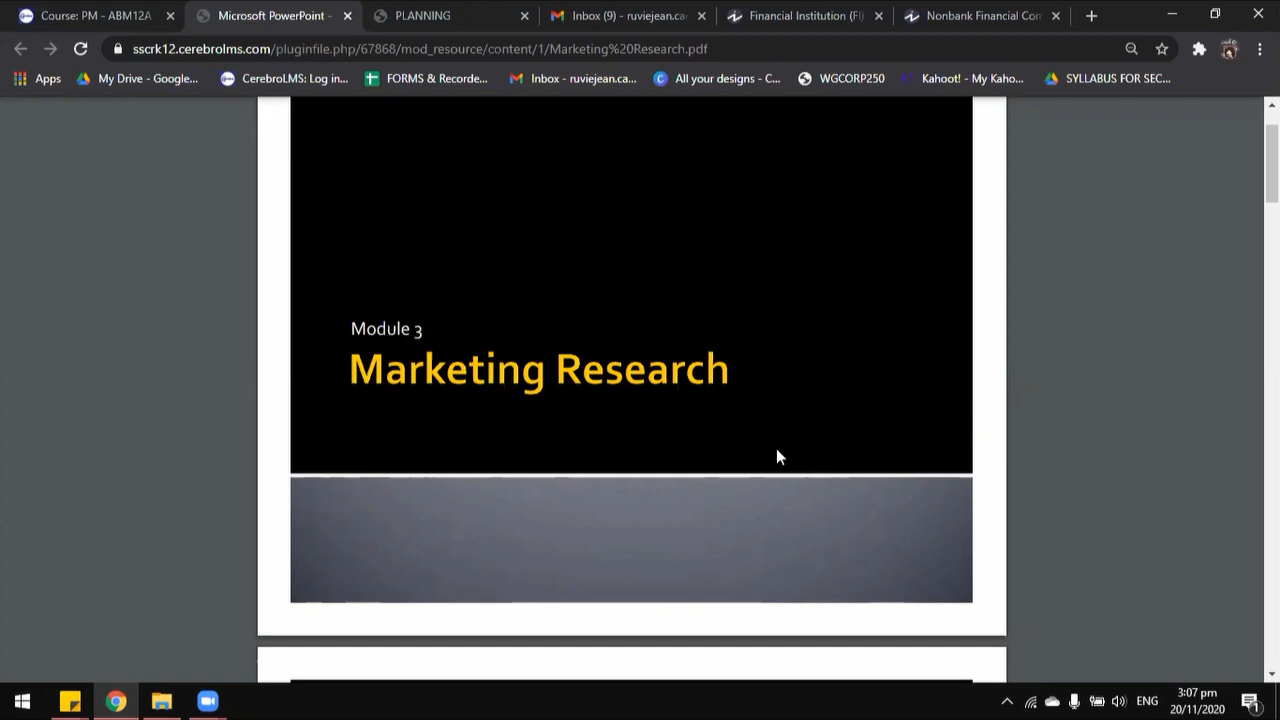 Course: PM - ABM12A
Microsoft PowerPoint -
PLANNING
Inbox (9) - ruviejean.ca
Financial Institution (FI)
Nonbank Financial Con
sscrk12.cerebrolms.com/pluginfile.php/67868/mod_resource/content/1/Marketing%20Research.pdf
Apps
My Drive - Google...
CerebroLMS: Log in...
FORMS & Recorde...
Inbox - ruviejean.ca...
All your designs - C...
WGCORP250
Kahoot! - My Kaho...
SYLLABUS FOR SEC...
Module 3
Marketing Research
ENG
3:07 pm
20/11/2020
1